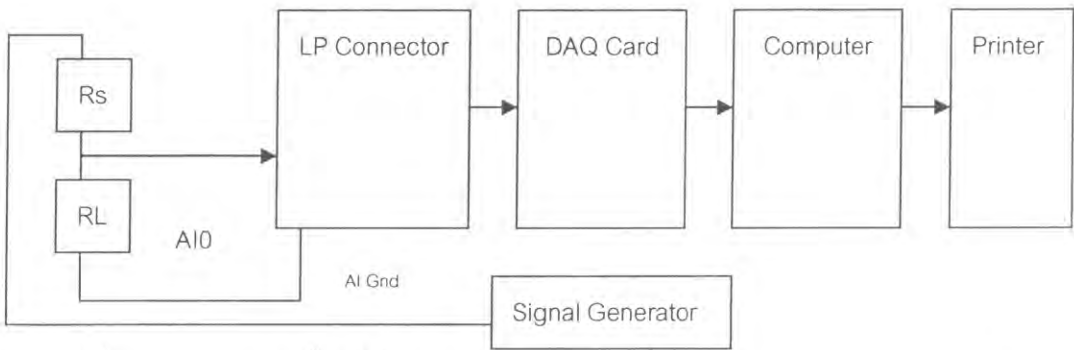 LP Connector
DAQ Card
Computer
Printer
Rs
RL
AI0
AI Gnd
Signal Generator